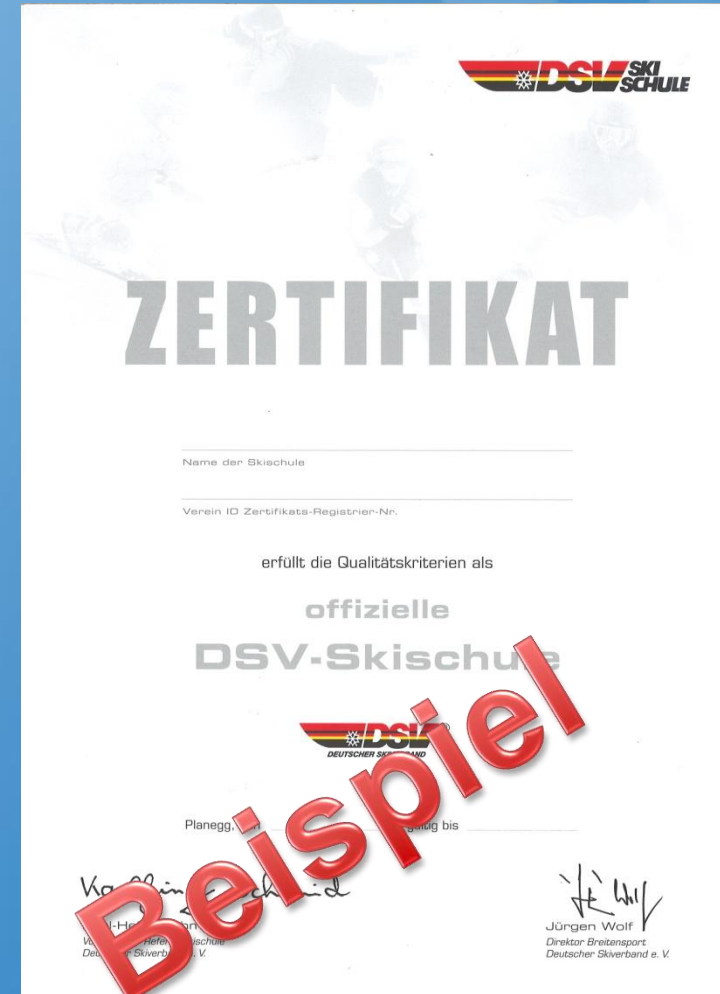 DSV SKI
SCHULE
ZERTIFIKAT
Name der Skischule
Verein ID Zertifikats-Registrier-Nr.
erfüllt die Qualitätskriterien als
offizielle
DSV-Skischule
DSV®
DEUTSCHER
Planegg,
gültig bis
Beispiel
Jürgen Wolf
Direktor Breitensport
Deutscher Skiverband e. V.